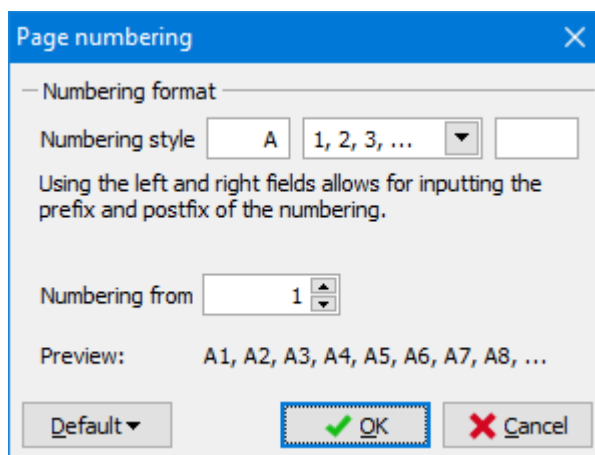 Page numbering
Numbering format
Numbering style A 1, 2, 3, ...
Using the left and right fields allows for inputting the
prefix and postfix of the numbering.
Numbering from 1
Preview: A1, A2, A3, A4, A5, A6, A7, A8, ...
Default OK Cancel